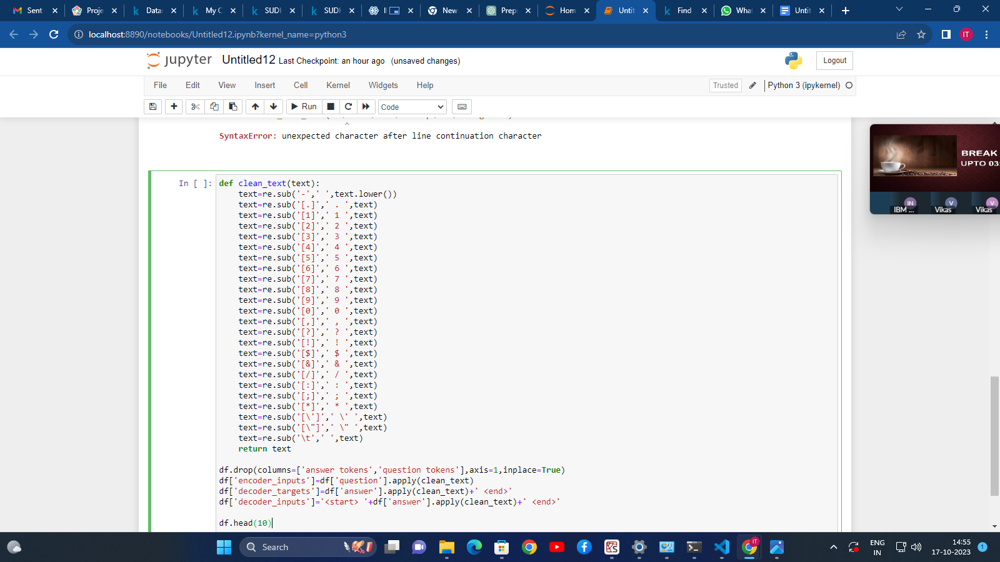 Sent
Proje
Data
My C
SUDH
SUDH
New
Prep
Hom
Untit
Find
What
Untit
localhost:8890/notebooks/Untitled12.ipynb?kernel_name=python3
IT
jupyter Untitled12 Last Checkpoint: an hour ago (unsaved changes)
Logout
File Edit View Insert Cell Kernel Widgets Help
Trusted Python 3 (ipykernel)
Run Code
^
SyntaxError: unexpected character after line continuation character
BREAK
UPTO 03:
IN V V
IBM ... Vikas Vikas
In [ ]: def clean_text(text):
text=re.sub('-',' ',text.lower())
text=re.sub('[.]',' . ',text)
text=re.sub('[1]',' 1 ',text)
text=re.sub('[2]',' 2 ',text)
text=re.sub('[3]',' 3 ',text)
text=re.sub('[4]',' 4 ',text)
text=re.sub('[5]',' 5 ',text)
text=re.sub('[6]',' 6 ',text)
text=re.sub('[7]',' 7 ',text)
text=re.sub('[8]',' 8 ',text)
text=re.sub('[9]',' 9 ',text)
text=re.sub('[0]',' 0 ',text)
text=re.sub('[,]',' , ',text)
text=re.sub('[?]',' ? ',text)
text=re.sub('[!]',' ! ',text)
text=re.sub('[$]',' $ ',text)
text=re.sub('[&]',' & ',text)
text=re.sub('[/]',' / ',text)
text=re.sub('[:]',' : ',text)
text=re.sub('[;]',' ; ',text)
text=re.sub('[*]',' * ',text)
text=re.sub('[\']',' \' ',text)
text=re.sub('[\"]',' \" ',text)
text=re.sub('\t',' ',text)
return text
df.drop(columns=['answer tokens','question tokens'],axis=1,inplace=True)
df['encoder_inputs']=df['question'].apply(clean_text)
df['decoder_targets']=df['answer'].apply(clean_text)+' <end>'
df['decoder_inputs']='<start> '+df['answer'].apply(clean_text)+' <end>'
df.head(10)
Search
IT
ENG
IN
14:55
17-10-2023
1